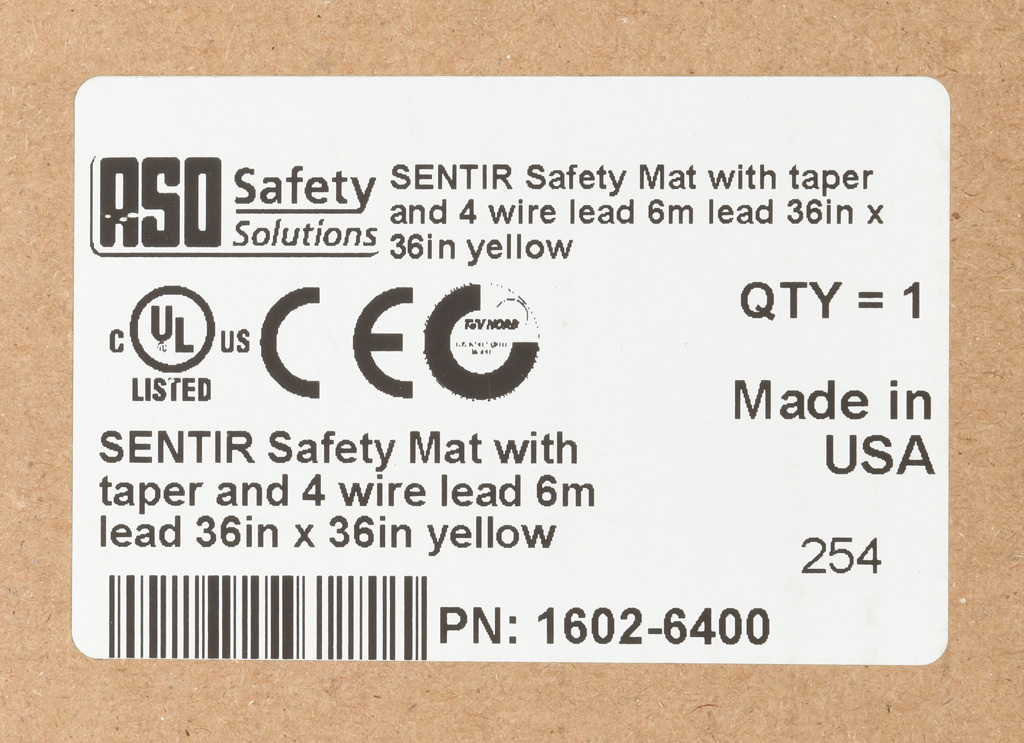 ASO Safety Solutions
SENTIR Safety Mat with taper
and 4 wire lead 6m lead 36in x
36in yellow
QTY = 1
C UL US
LISTED
CE
TÜV NORD
Made in
USA
SENTIR Safety Mat with
taper and 4 wire lead 6m
lead 36in x 36in yellow
254
PN: 1602-6400